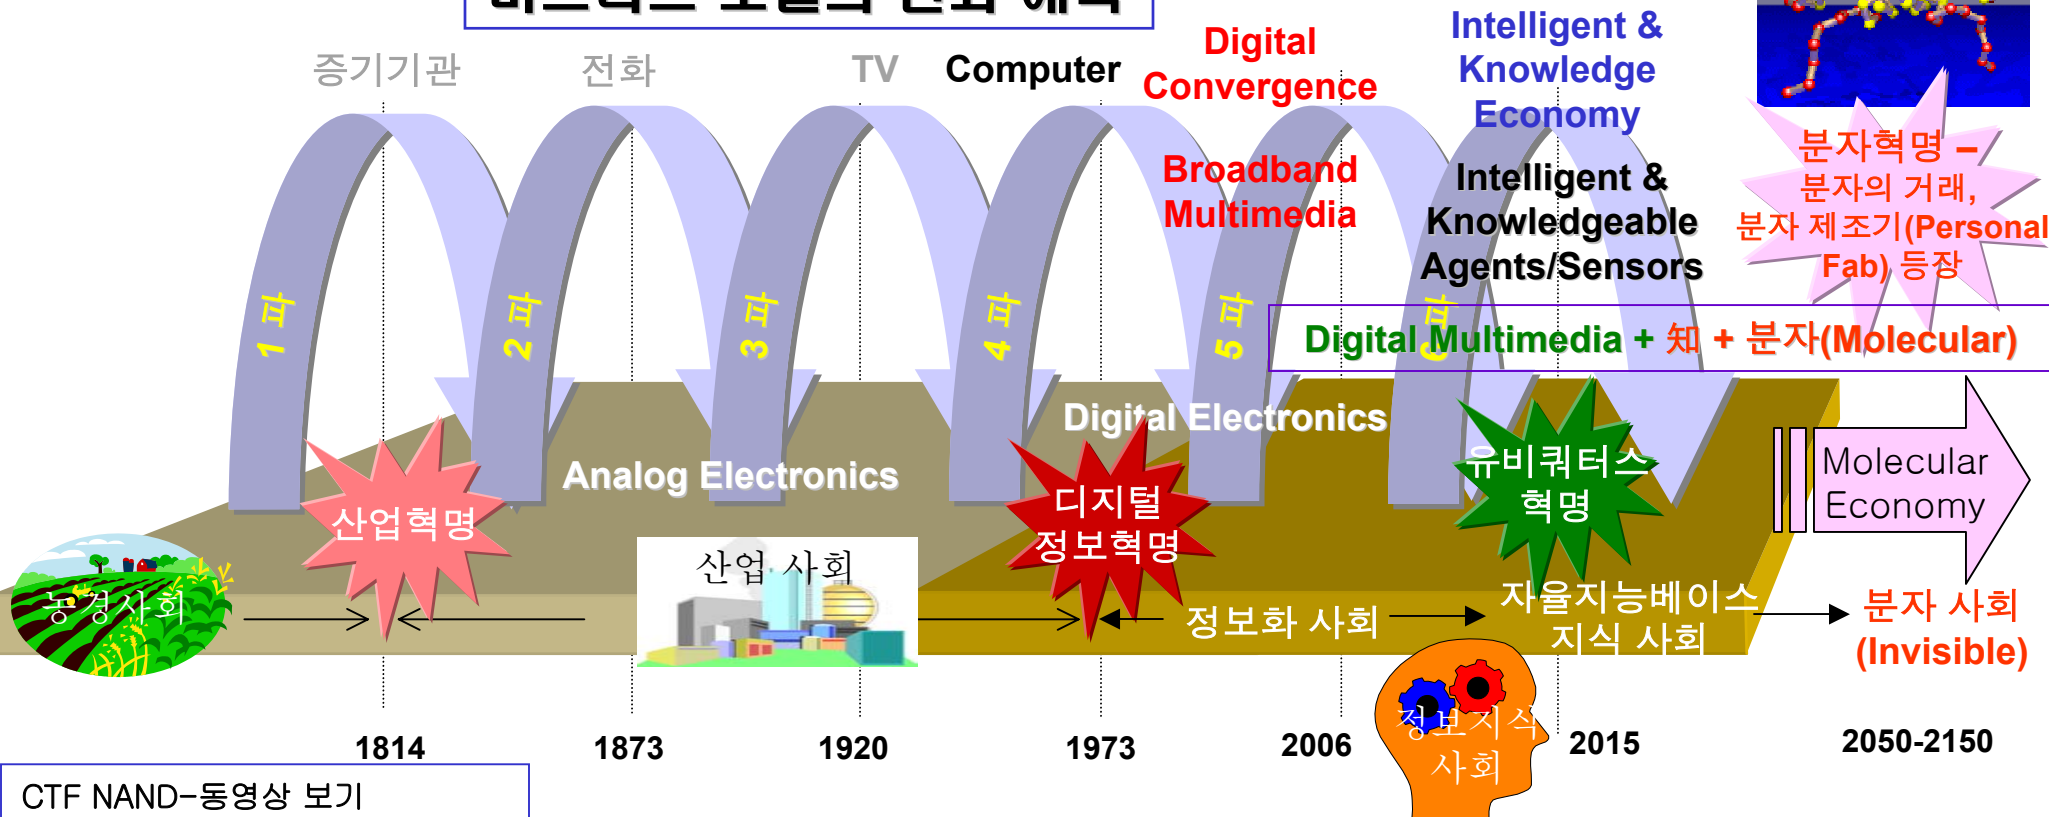 증기기관
전화
TV
Computer
Digital
Convergence
Intelligent &
Knowledge
Economy
Broadband
Multimedia
Intelligent &
Knowledgeable
Agents/Sensors
분자혁명 –
분자의 거래,
분자 제조기(Personal
Fab) 등장
1 파
2 파
3 파
4 파
5 파
6 파
Digital Multimedia + 知 + 분자(Molecular)
Digital Electronics
Analog Electronics
산업혁명
디지털
정보혁명
유비쿼터스
혁명
Molecular
Economy
농경사회
산업 사회
정보화 사회
자율지능베이스
지식 사회
분자 사회
(Invisible)
정보지식
사회
1814
1873
1920
1973
2006
2015
2050-2150
CTF NAND-동영상 보기